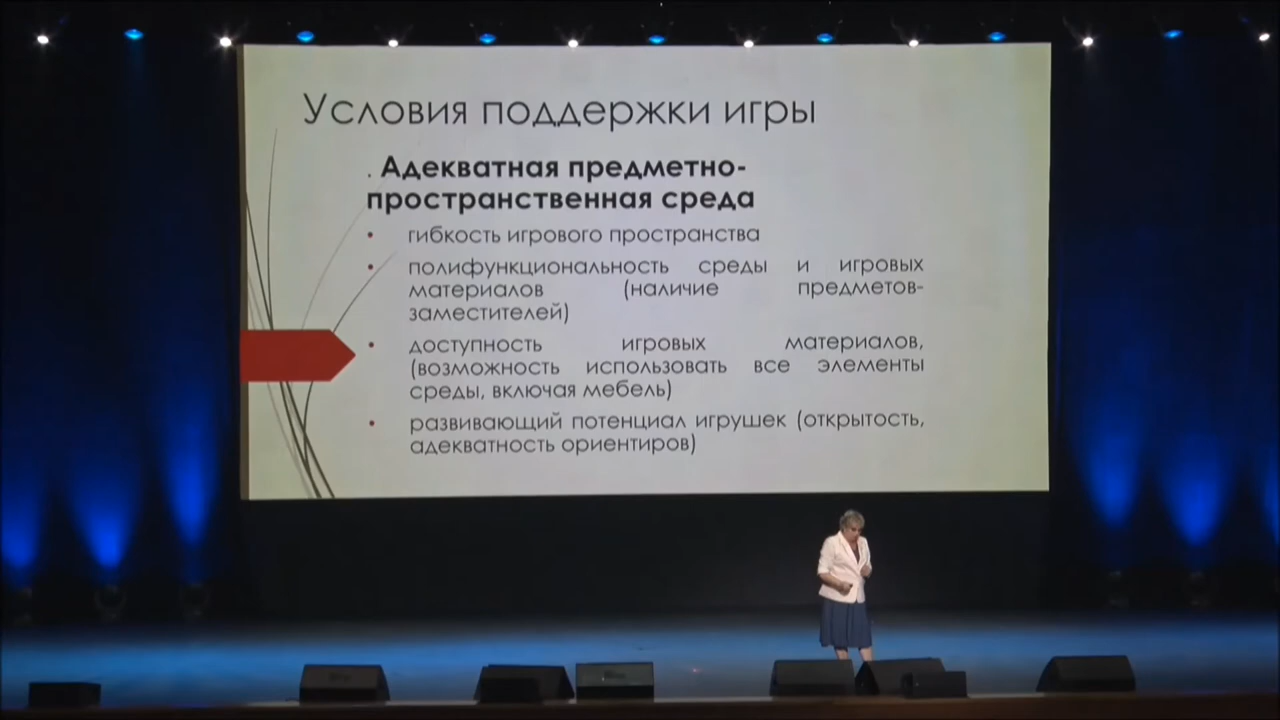 Условия поддержки игры
. Адекватная предметно-
пространственная среда
• гибкость игрового пространства
• полифункциональность среды и игровых
материалов (наличие предметов-
заместителей)
• доступность игровых материалов,
(возможность использовать все элементы
среды, включая мебель)
• развивающий потенциал игрушек (открытость,
адекватность ориентиров)